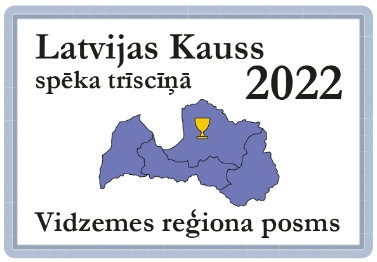 Latvijas Kauss
spēka trīscīņā
2022
Vidzemes reģiona posms